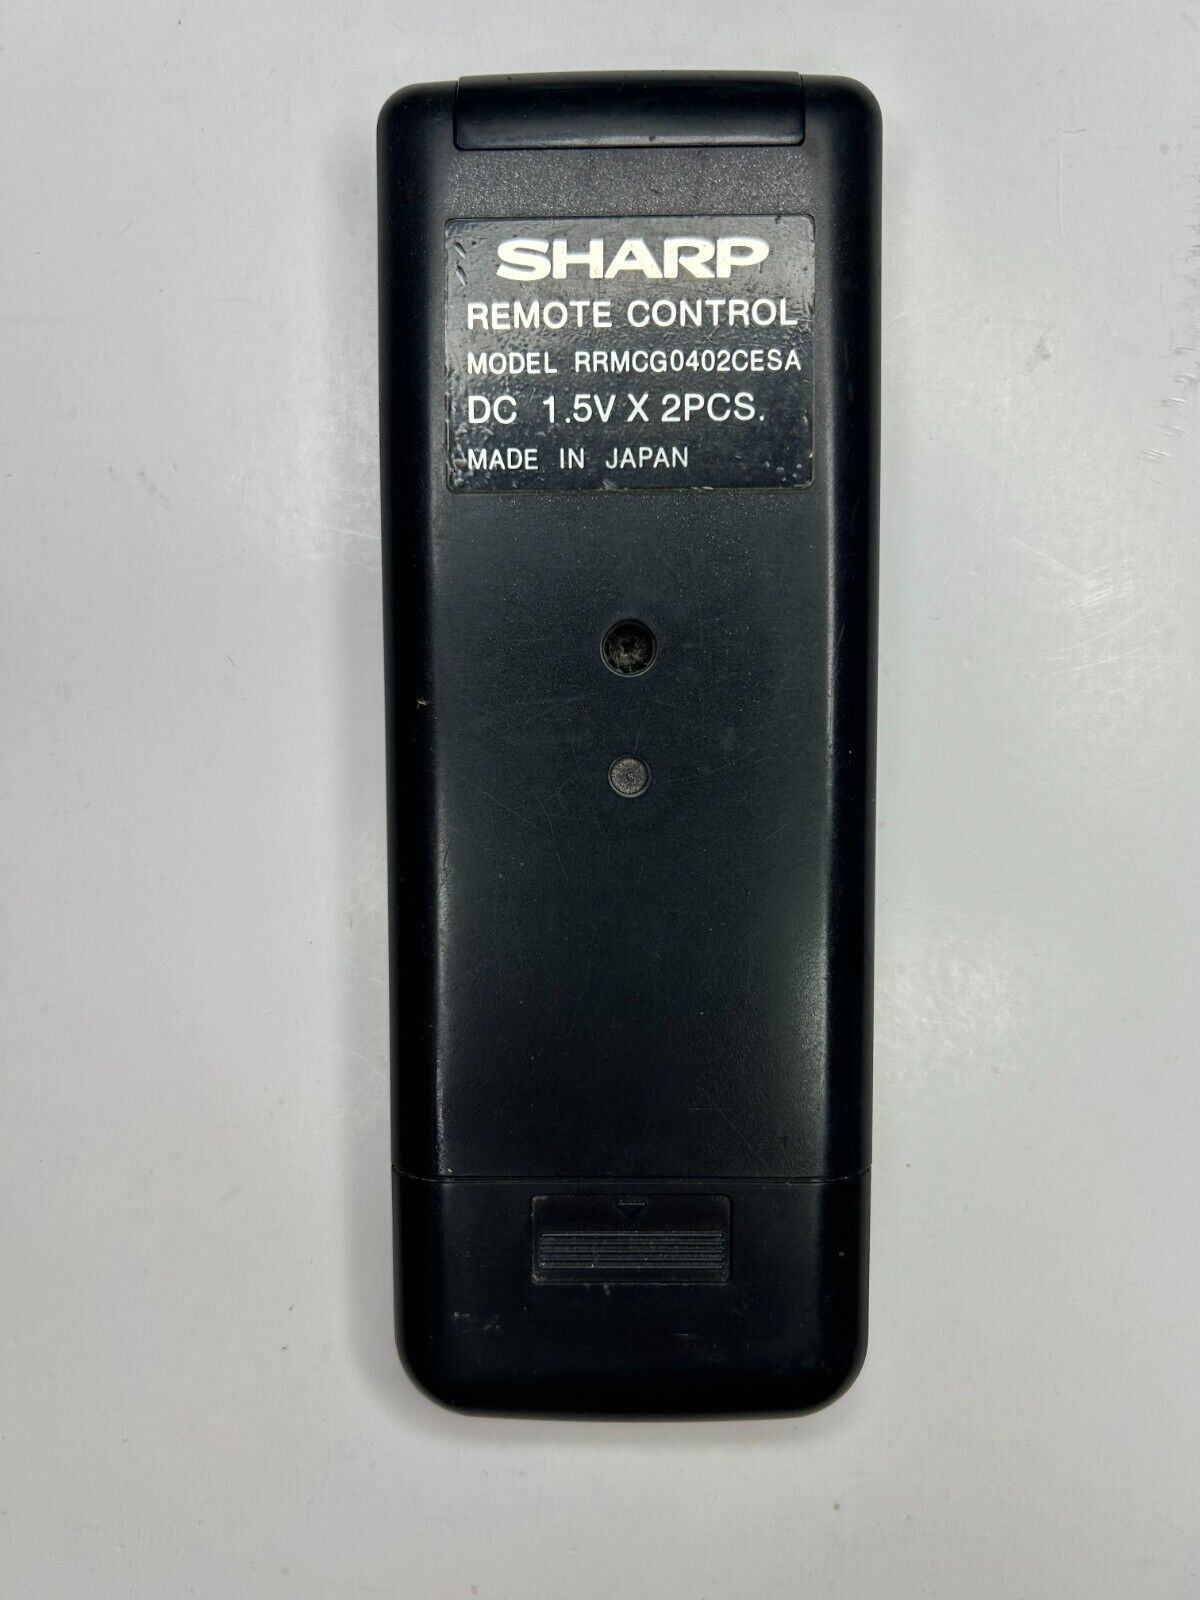 SHARP
REMOTE CONTROL
MODEL RRMCG0402CESA
DC 1.5V X 2PCS.
MADE IN JAPAN